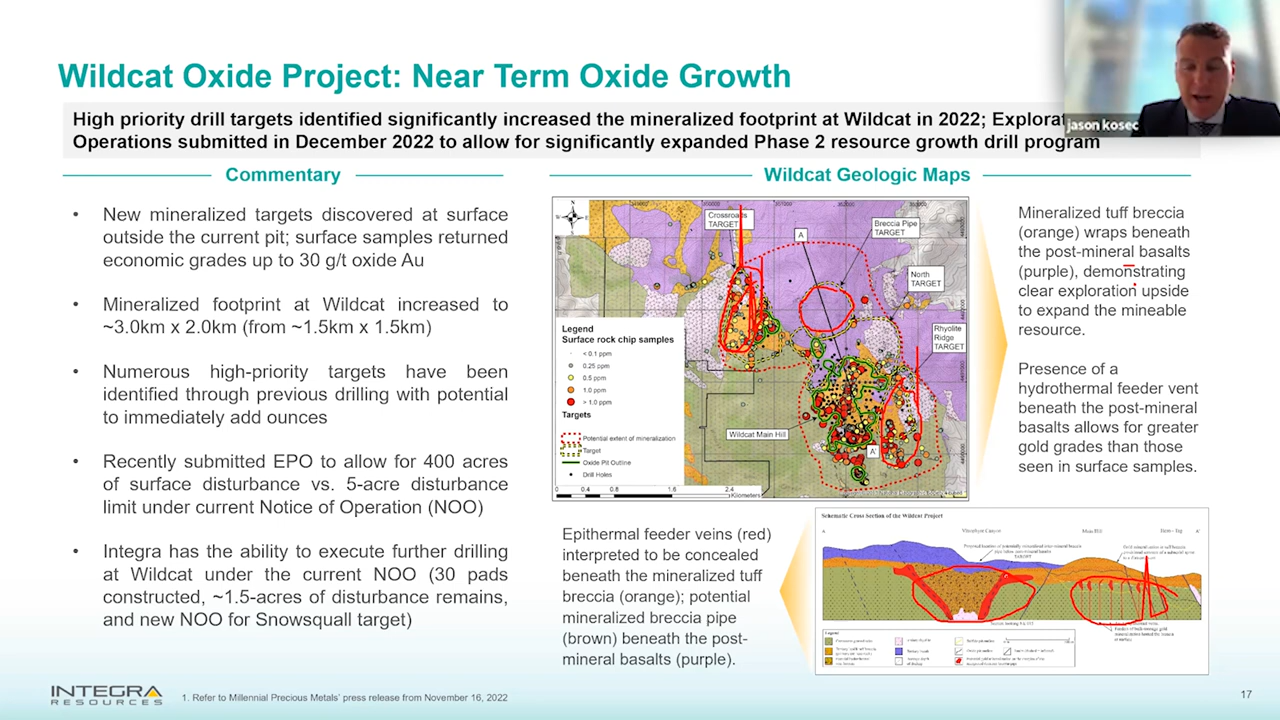 Wildcat Oxide Project: Near Term Oxide Growth
High priority drill targets identified significantly increased the mineralized footprint at Wildcat in 2022;
Operations submitted in December 2022 to allow for significantly expanded Phase 2 resource growth drill program
jason kosec
Commentary
• New mineralized targets discovered at surface
outside the current pit; surface samples returned
economic grades up to 30 g/t oxide Au
• Mineralized footprint at Wildcat increased to
~3.0km x 2.0km (from ~1.5km x 1.5km)
• Numerous high-priority targets have been
identified through previous drilling with potential
to immediately add ounces
• Recently submitted EPO to allow for 400 acres
of surface disturbance vs. 5-acre disturbance
limit under current Notice of Operation (NOO)
• Integra has the ability to execute further drilling
at Wildcat under the current NOO (30 pads
constructed, ~1.5-acres of disturbance remains,
and new NOO for Snowsquall target)
Wildcat Geologic Maps
Crossroads
TARGET
A
Breccia Pipe
TARGET
North
TARGET
Rhyolite
Ridge
TARGET
Wildcat Main Hill
A'
Legend
Surface rock chip samples
< 0.1 ppm
0.25 ppm
0.5 ppm
1.0 ppm
> 1.0 ppm
Targets
Potential extent of mineralization
Target
Oxide Pit Outline
Drill Holes
0 0.4 0.8 1.6 2.4
Kilometers
Mineralized tuff breccia
(orange) wraps beneath
the post-mineral basalts
(purple), demonstrating
clear exploration upside
to expand the mineable
resource.
Presence of a
hydrothermal feeder vent
beneath the post-mineral
basalts allows for greater
gold grades than those
seen in surface samples.
Epithermal feeder veins (red)
interpreted to be concealed
beneath the mineralized tuff
breccia (orange); potential
mineralized breccia pipe
(brown) beneath the post-
mineral basalts (purple).
Schematic Cross Section of the Wildcat Project
A
Main Hill
A'
TARGET
Legend
INTEGRA
RESOURCES
1. Refer to Millennial Precious Metals' press release from November 16, 2022
17